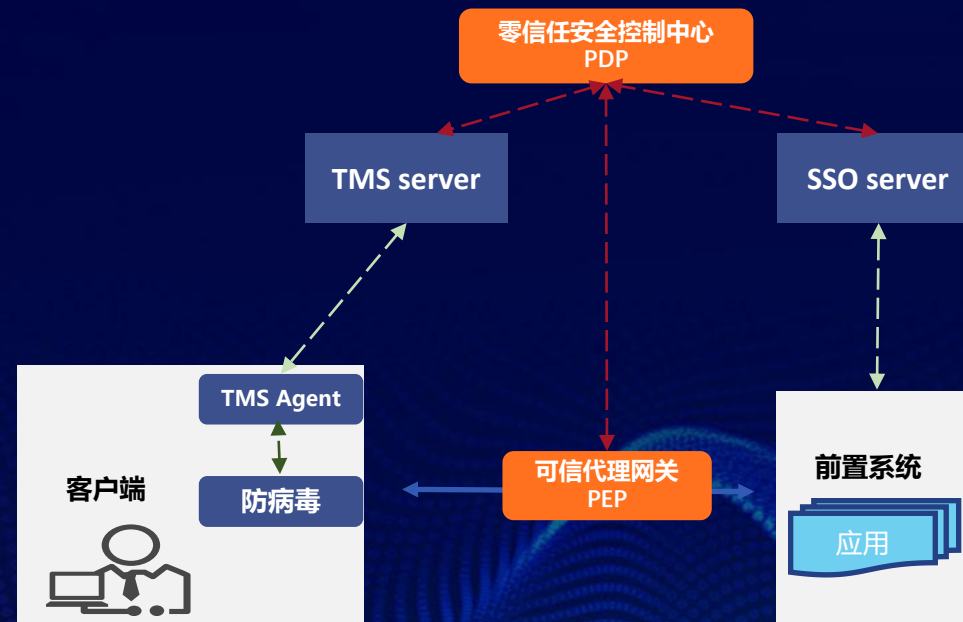 零信任安全控制中心
PDP
TMS server
SSO server
TMS Agent
客户端
防病毒
可信代理网关
PEP
前置系统
应用